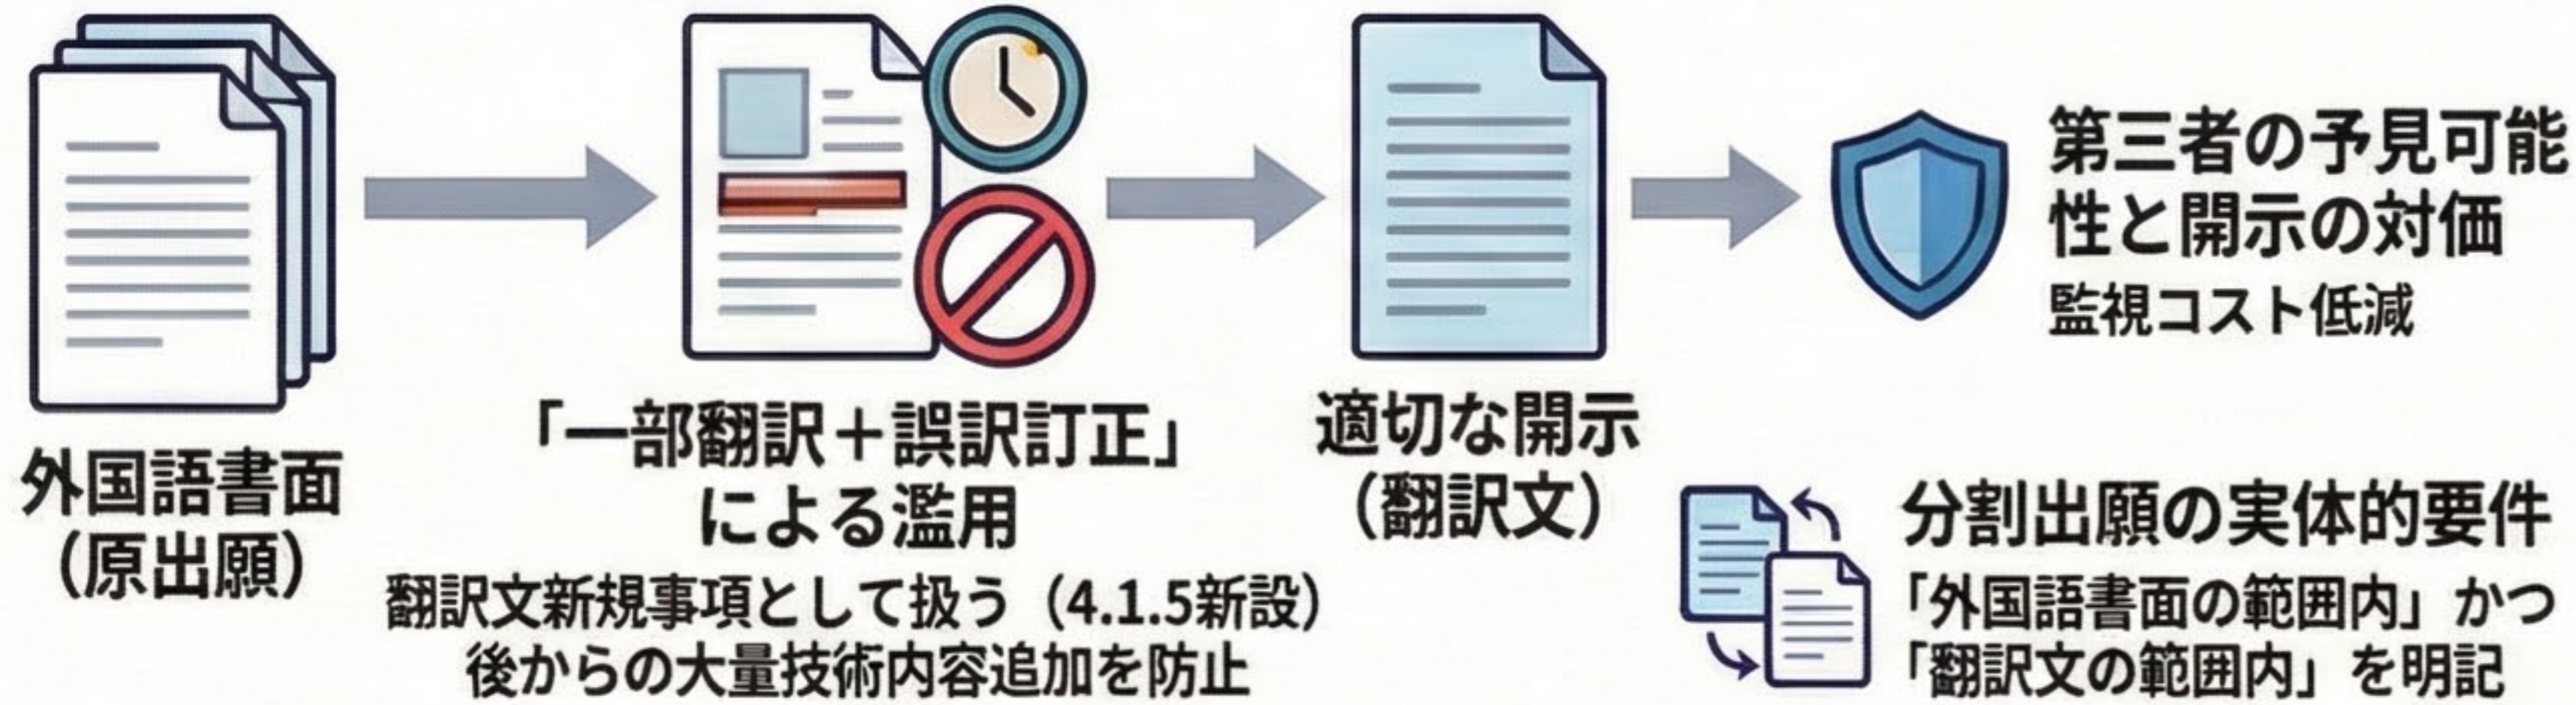 外国語書面
（原出願）
「一部翻訳＋誤訳訂正」
による濫用
翻訳文新規事項として扱う（4.1.5新設）
後からの大量技術内容追加を防止
適切な開示
（翻訳文）
第三者の予見可能
性と開示の対価
監視コスト低減
分割出願の実体的要件
「外国語書面の範囲内」かつ
「翻訳文の範囲内」を明記